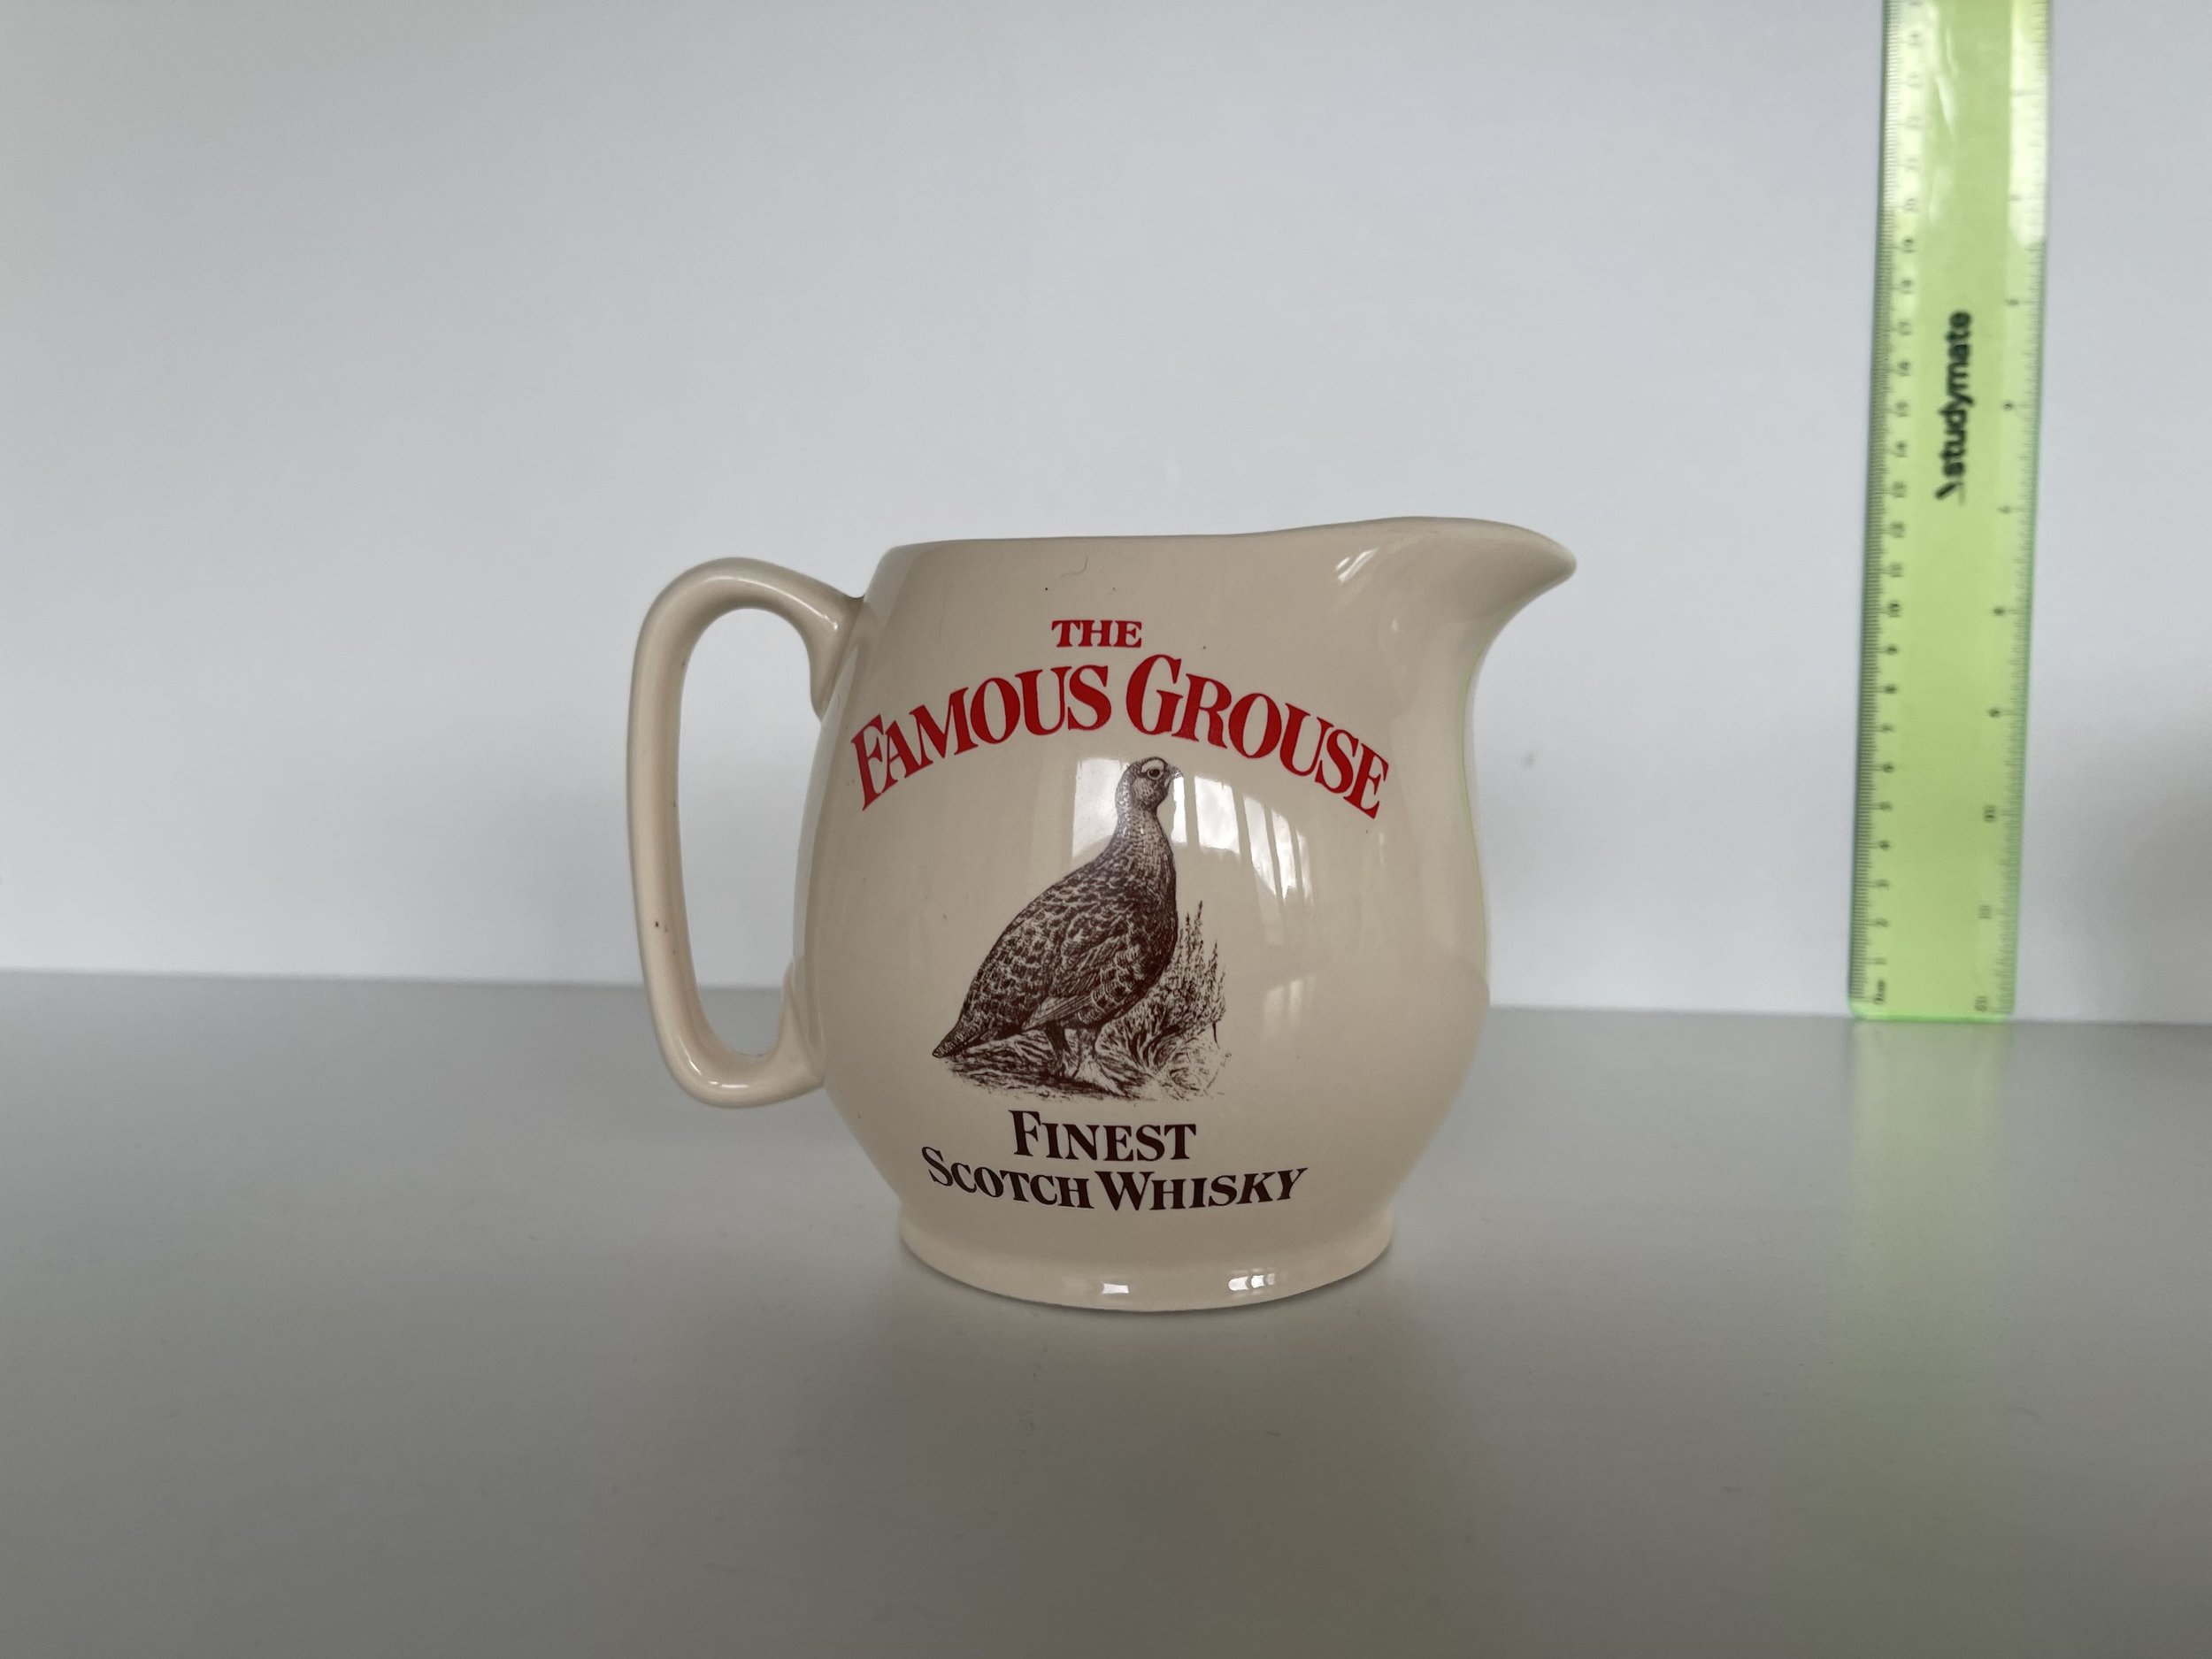 THE
FAMOUS GROUSE
FINEST
SCOTCH WHISKY
studymate